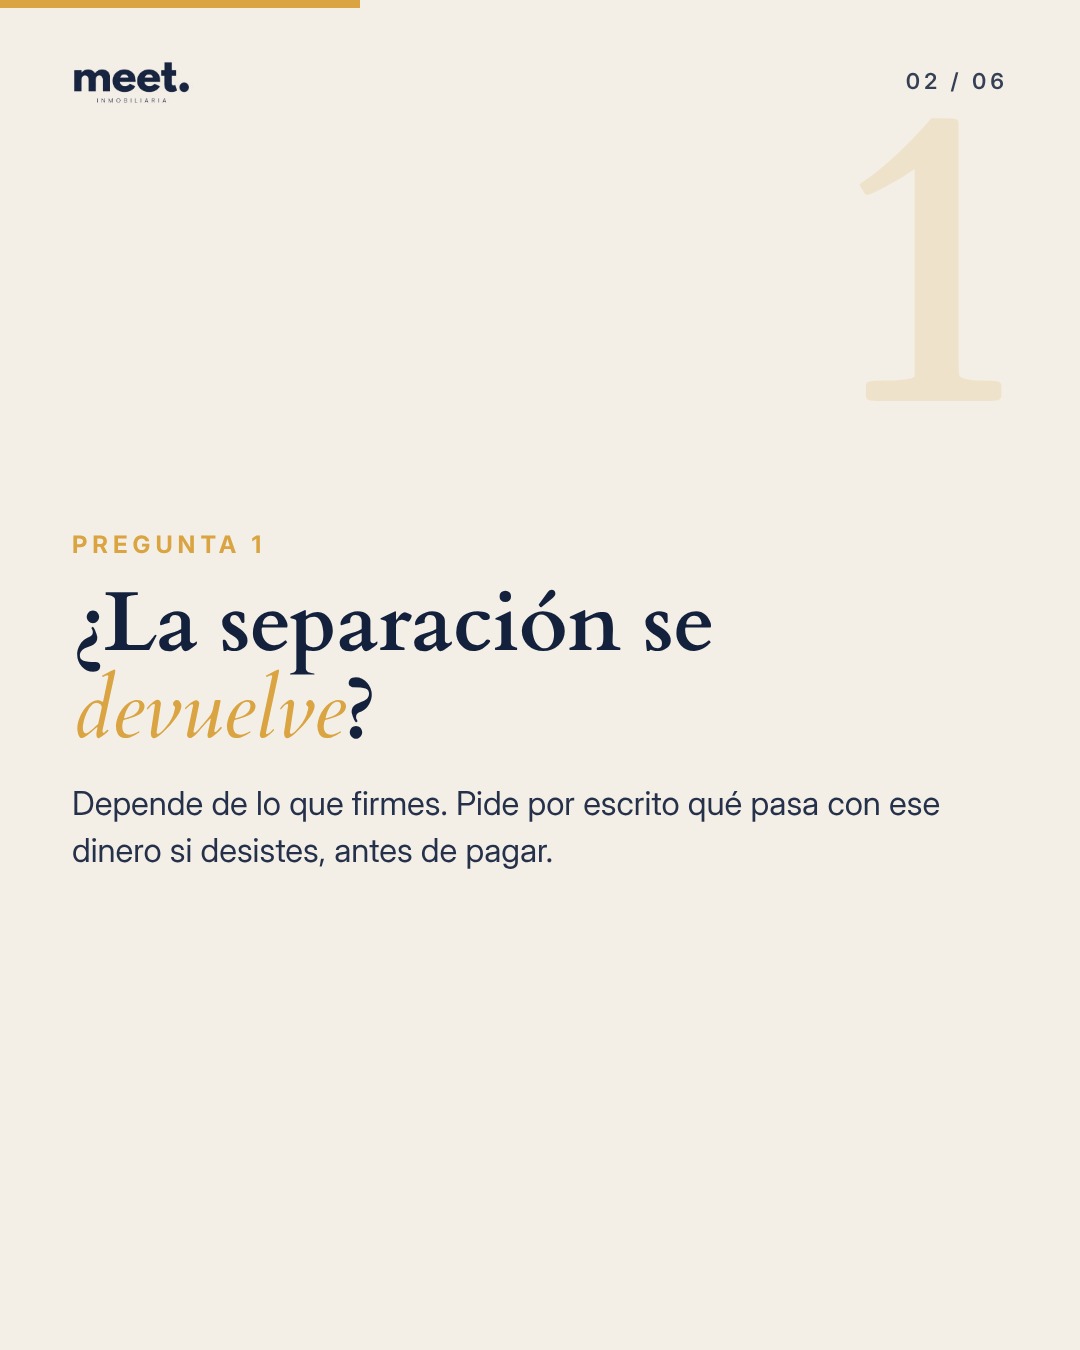 meet.
INMOBILIARIA
02 / 06
1
PREGUNTA 1
¿La separación se
devuelve?
Depende de lo que firmes. Pide por escrito qué pasa con ese
dinero si desistes, antes de pagar.